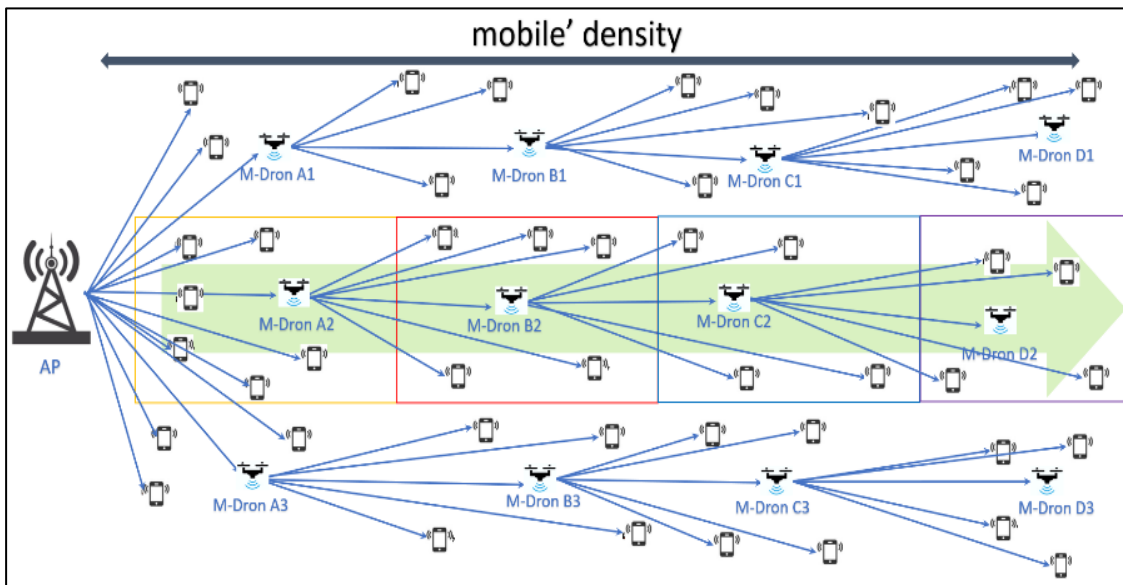 mobile' density
M-Dron A1
M-Dron B1
M-Dron C1
M-Dron D1
M-Dron A2
M-Dron B2
M-Dron C2
M-Dron D2
AP
M-Dron A3
M-Dron B3
M-Dron C3
M-Dron D3